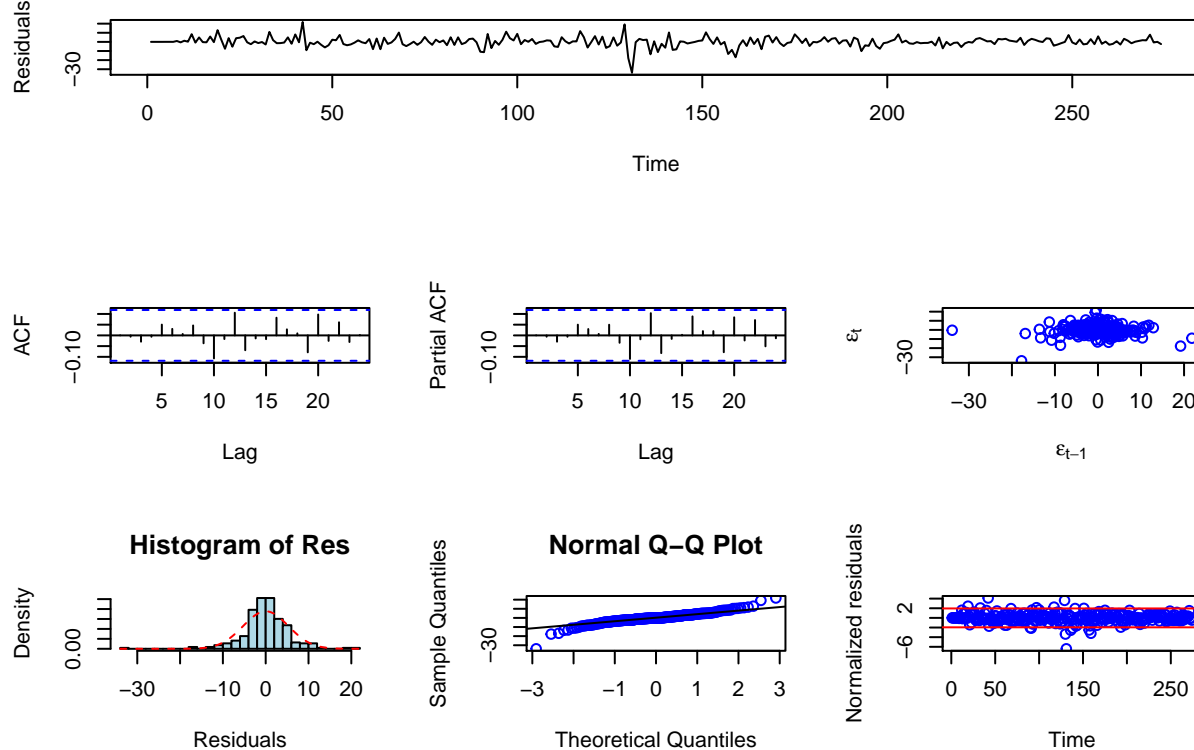 Residuals
−30
0 50 100 150 200 250
Time
ACF
−0.10
5 10 15 20
Lag
Partial ACF
−0.10
5 10 15 20
Lag
εt
−30
−30 −10 0 10 20
εt−1
Histogram of Res
Density
0.00
−30 −10 0 10 20
Residuals
Normal Q−Q Plot
Sample Quantiles
−30
−3 −2 −1 0 1 2 3
Theoretical Quantiles
Normalized residuals
2
−6
0 50 150 250
Time